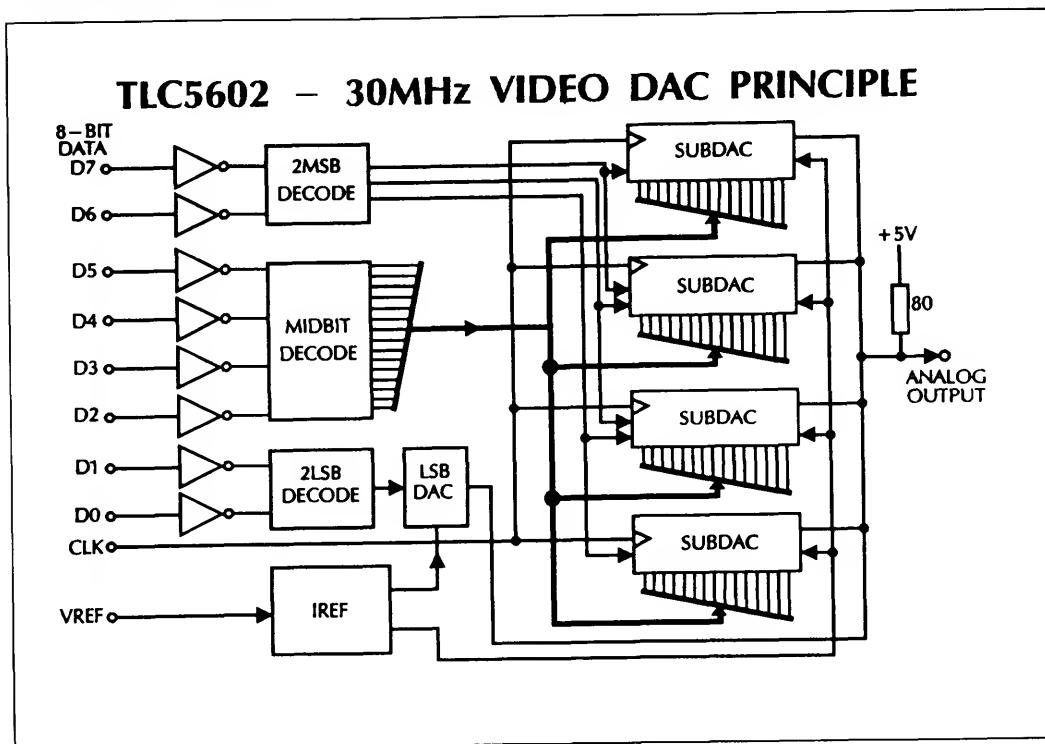 TLC5602 – 30MHz VIDEO DAC PRINCIPLE
8-BIT
DATA
D7
D6
D5
D4
D3
D2
D1
D0
CLK
VREF
2MSB
DECODE
MIDBIT
DECODE
2LSB
DECODE
LSB
DAC
IREF
SUBDAC
SUBDAC
SUBDAC
SUBDAC
+5V
80
ANALOG
OUTPUT